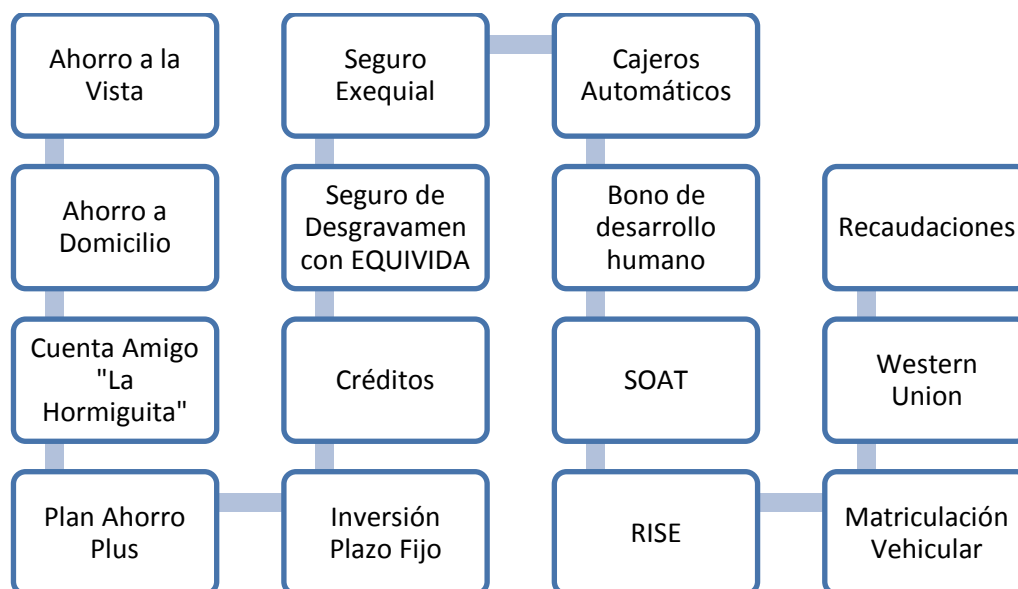 Ahorro a la
Vista
Ahorro a
Domicilio
Cuenta Amigo
"La
Hormiguita"
Plan Ahorro
Plus
Inversión
Plazo Fijo
Créditos
Seguro de
Desgravamen
con EQUIVIDA
Seguro
Exequial
Cajeros
Automáticos
Bono de
desarrollo
humano
SOAT
RISE
Matriculación
Vehicular
Western
Union
Recaudaciones